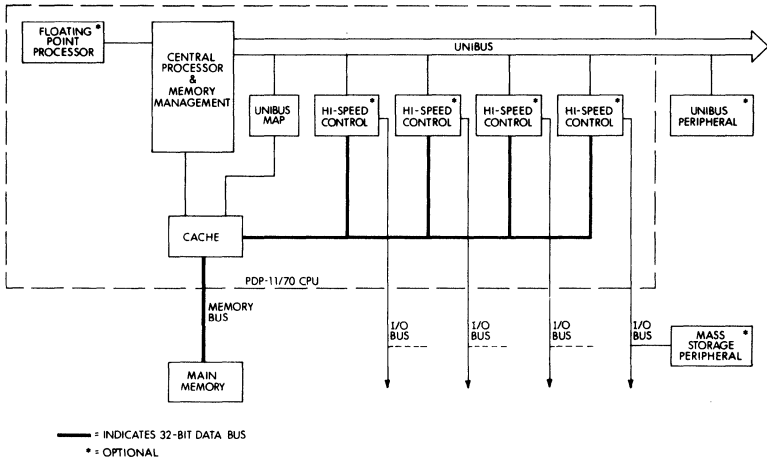 FLOATING *
POINT
PROCESSOR
CENTRAL
PROCESSOR
&
MEMORY
MANAGEMENT
UNIBUS
UNIBUS
MAP
HI-SPEED *
CONTROL
HI-SPEED *
CONTROL
HI-SPEED *
CONTROL
HI-SPEED *
CONTROL
UNIBUS *
PERIPHERAL
CACHE
PDP-11/70 CPU
MEMORY
BUS
I/O
BUS
I/O
BUS
I/O
BUS
I/O
BUS
MASS *
STORAGE
PERIPHERAL
MAIN
MEMORY
= INDICATES 32-BIT DATA BUS
* = OPTIONAL